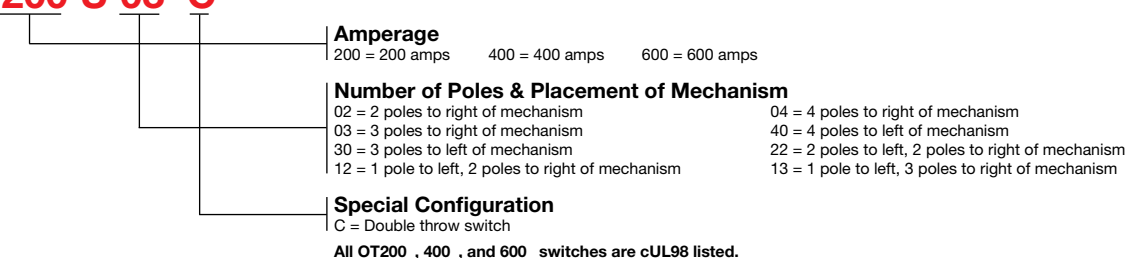 200 U 03 C
Amperage
200 = 200 amps 400 = 400 amps 600 = 600 amps
Number of Poles & Placement of Mechanism
02 = 2 poles to right of mechanism 04 = 4 poles to right of mechanism
03 = 3 poles to right of mechanism 40 = 4 poles to left of mechanism
30 = 3 poles to left of mechanism 22 = 2 poles to left, 2 poles to right of mechanism
12 = 1 pole to left, 2 poles to right of mechanism 13 = 1 pole to left, 3 poles to right of mechanism
Special Configuration
C = Double throw switch
All OT200 , 400 , and 600 switches are cUL98 listed.